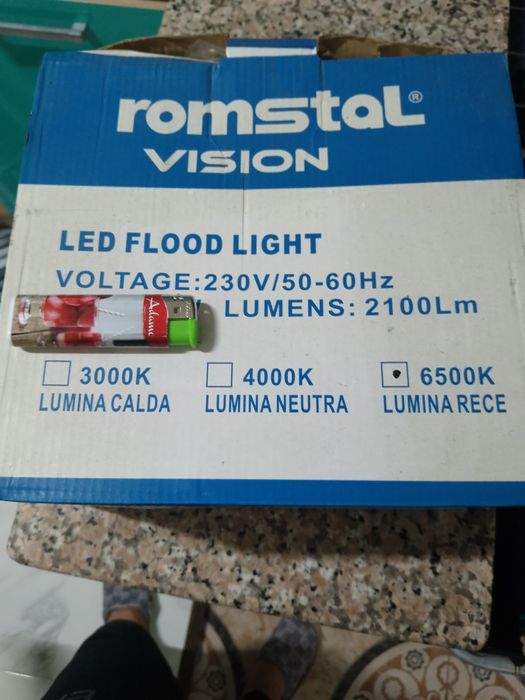 romstal®
VISION
LED FLOOD LIGHT
VOLTAGE:230V/50-60Hz
Adams
LUMENS: 2100Lm
3000K
4000K
6500K
LUMINA CALDA
LUMINA NEUTRA
LUMINA RECE